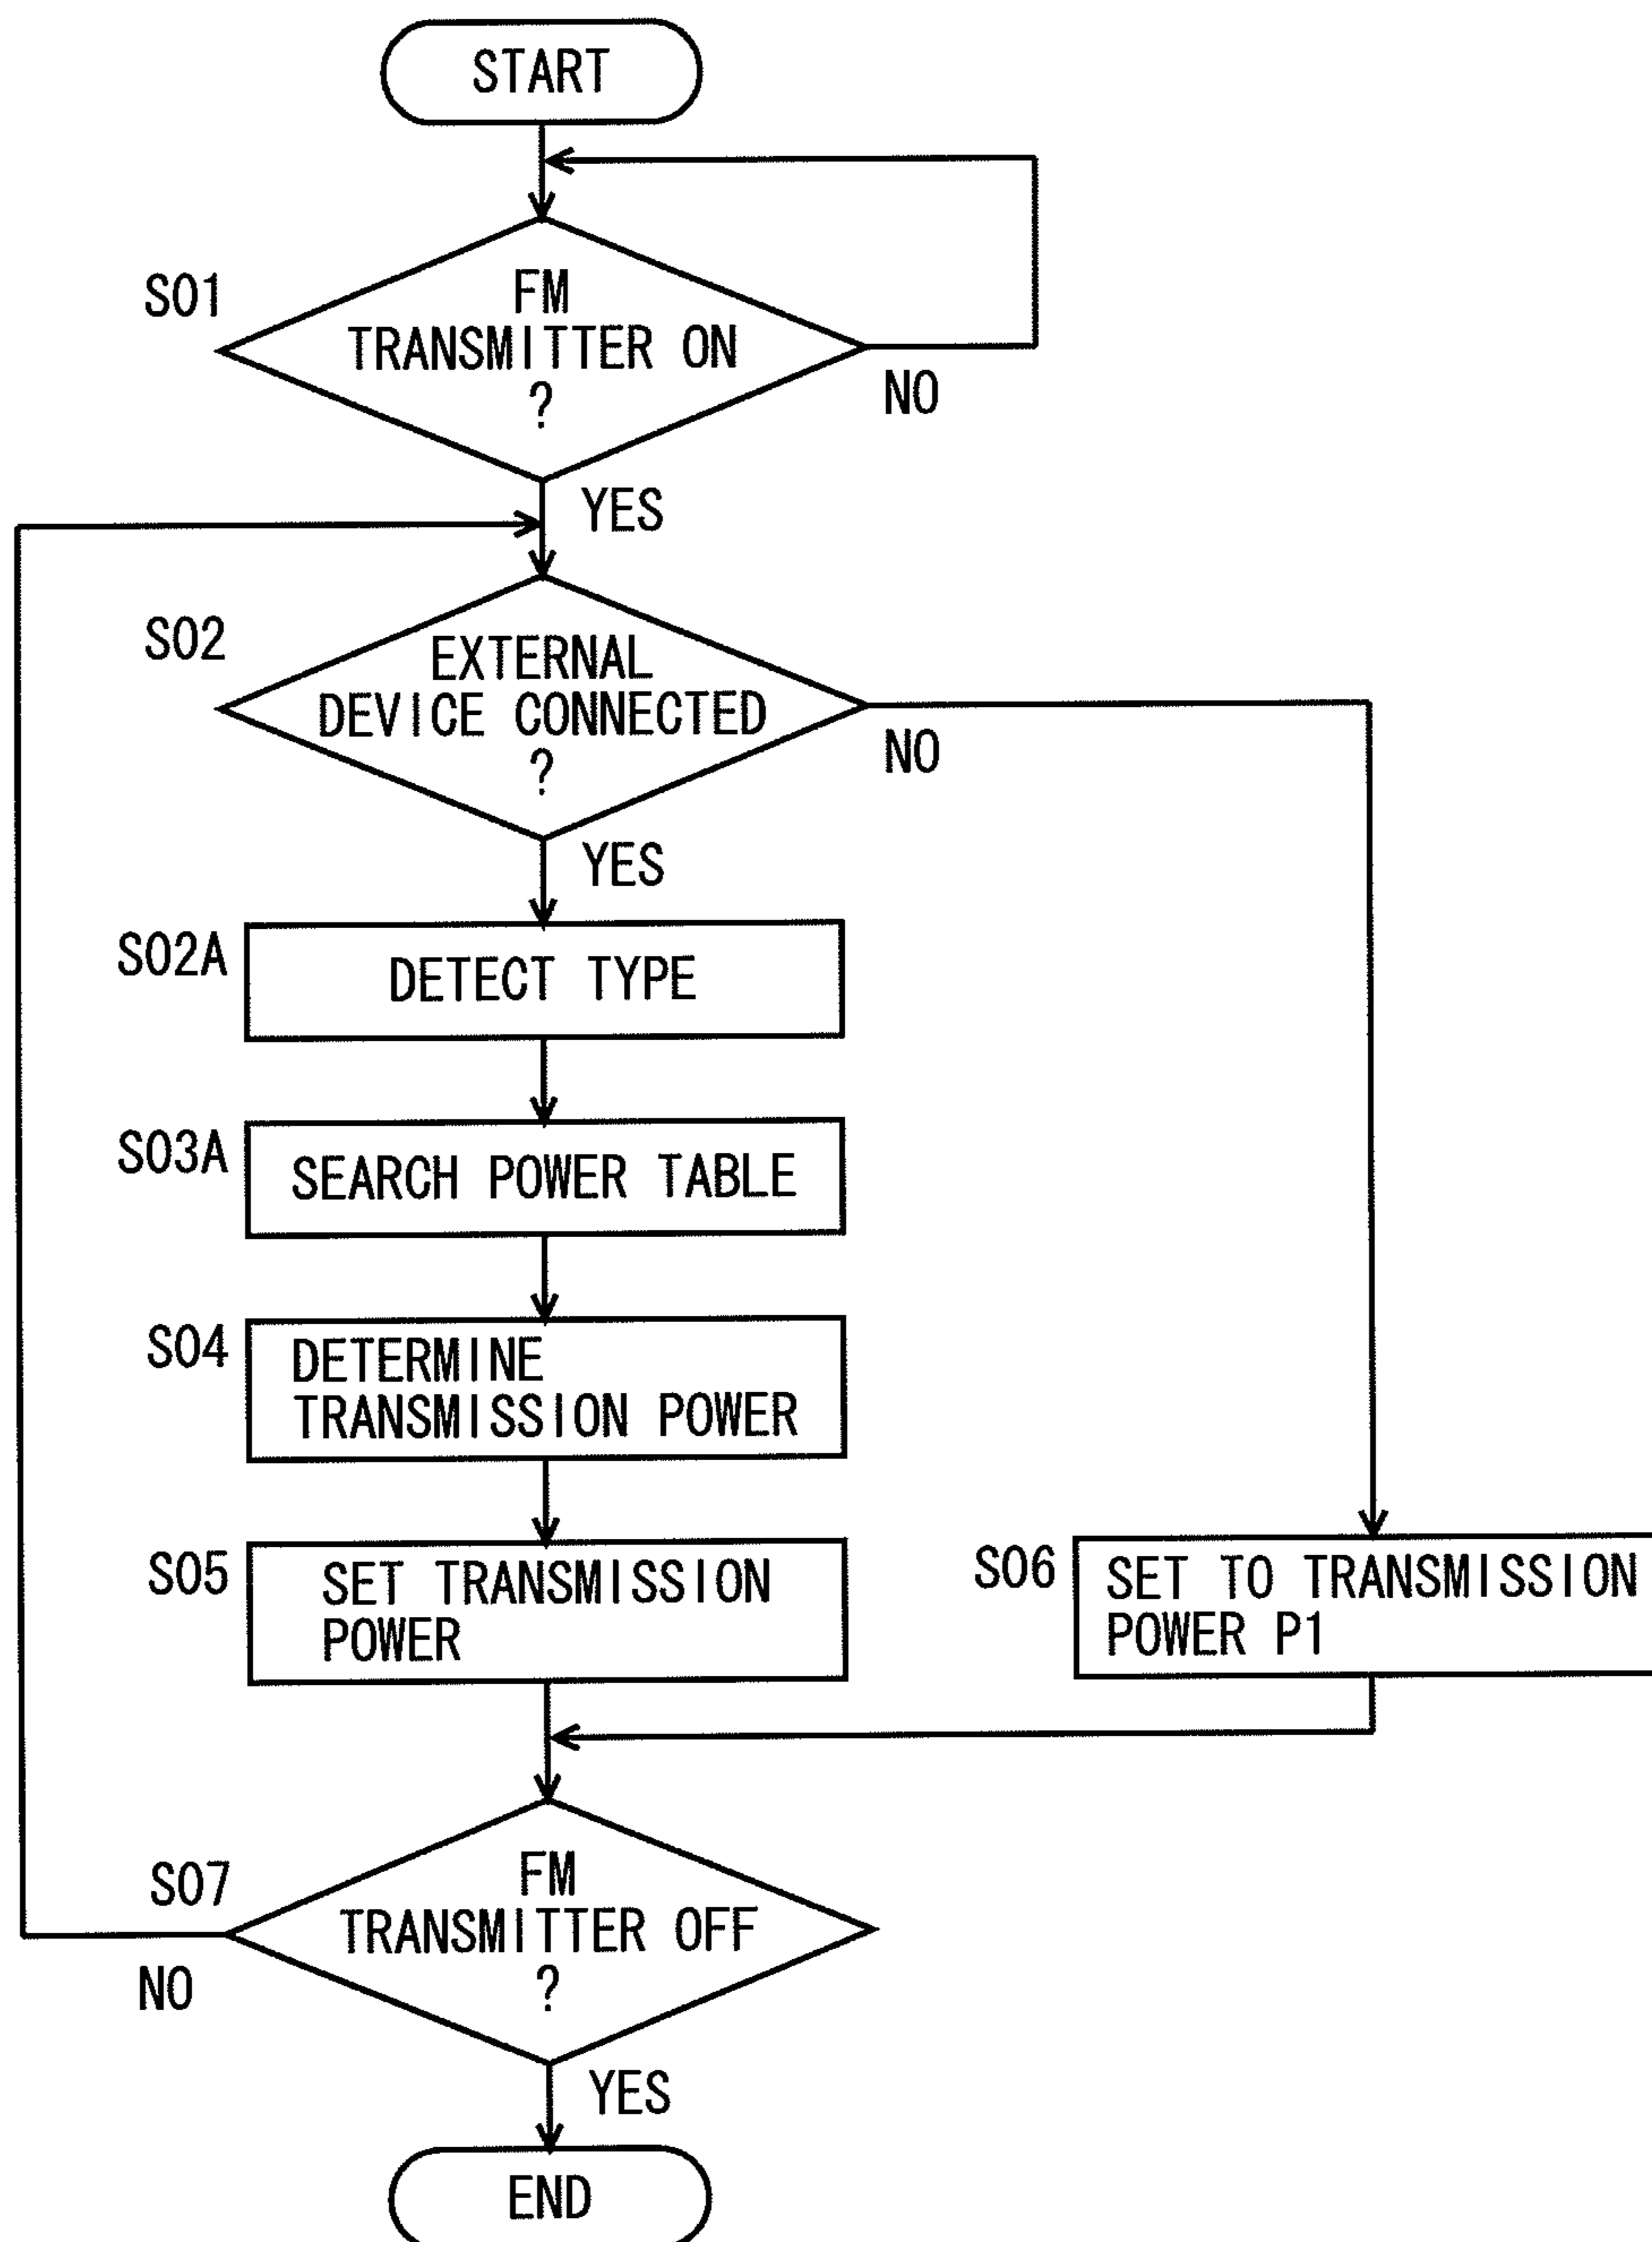 START
S01
FM
TRANSMITTER ON
?
NO
YES
S02
EXTERNAL
DEVICE CONNECTED
?
NO
YES
S02A
DETECT TYPE
S03A
SEARCH POWER TABLE
S04
DETERMINE
TRANSMISSION POWER
S05
SET TRANSMISSION
POWER
S06
SET TO TRANSMISSION
POWER P1
S07
FM
TRANSMITTER OFF
?
NO
YES
END